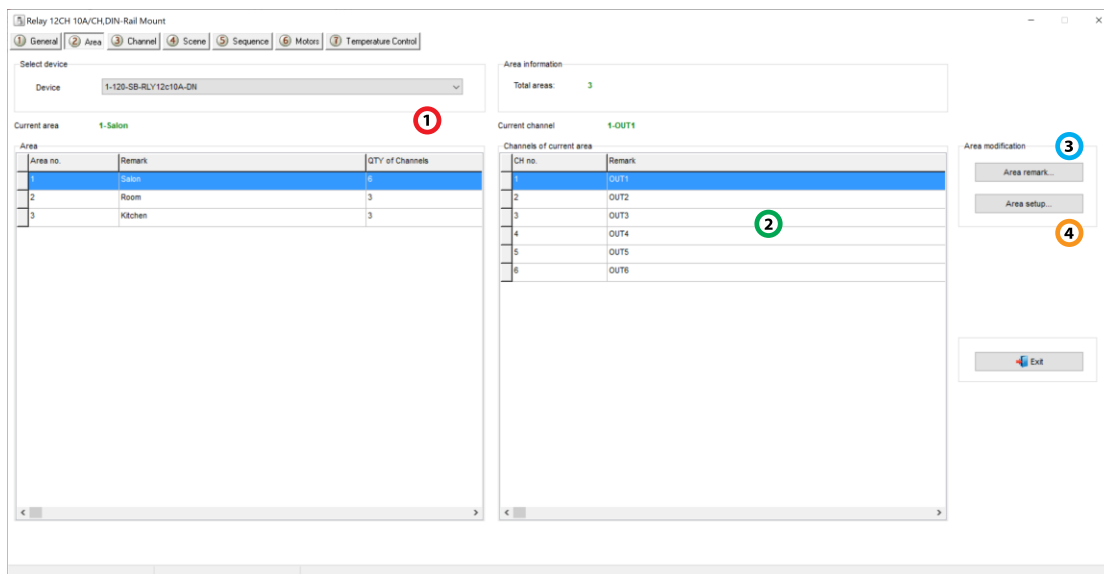 Relay 12CH 10A/CH,DIN-Rail Mount
1 General 2 Area 3 Channel 4 Scene 5 Sequence 6 Motors 7 Temperature Control
Select device
Device 1-120-SB-RLY12c10A-DN
Area information
Total areas: 3
Current area 1-Salon
1
Current channel 1-OUT1
Area
Area no. Remark QTY of Channels
1 Salon 6
2 Room 3
3 Kitchen 3
Channels of current area
CH no. Remark
1 OUT1
2 OUT2
3 OUT3
4 OUT4
5 OUT5
6 OUT6
2
Area modification
3
Area remark...
Area setup...
4
Exit